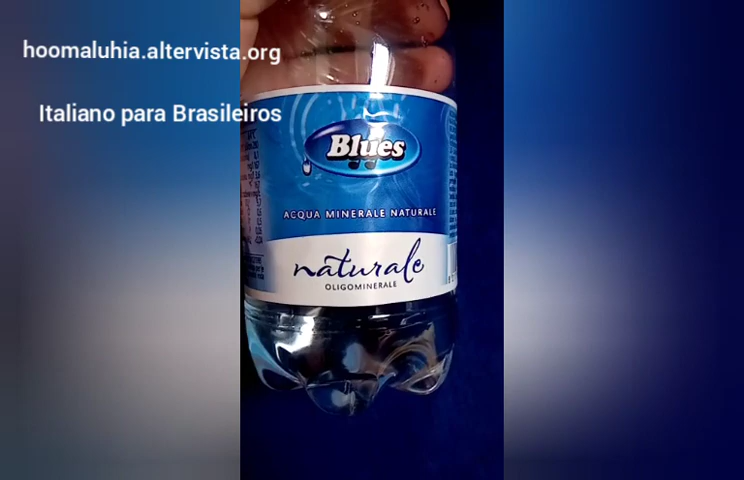 hoomaluhia.altervista.org
Italiano para Brasileiros
Blues
ACQUA MINERALE NATURALE
naturale
OLIGOMINERALE